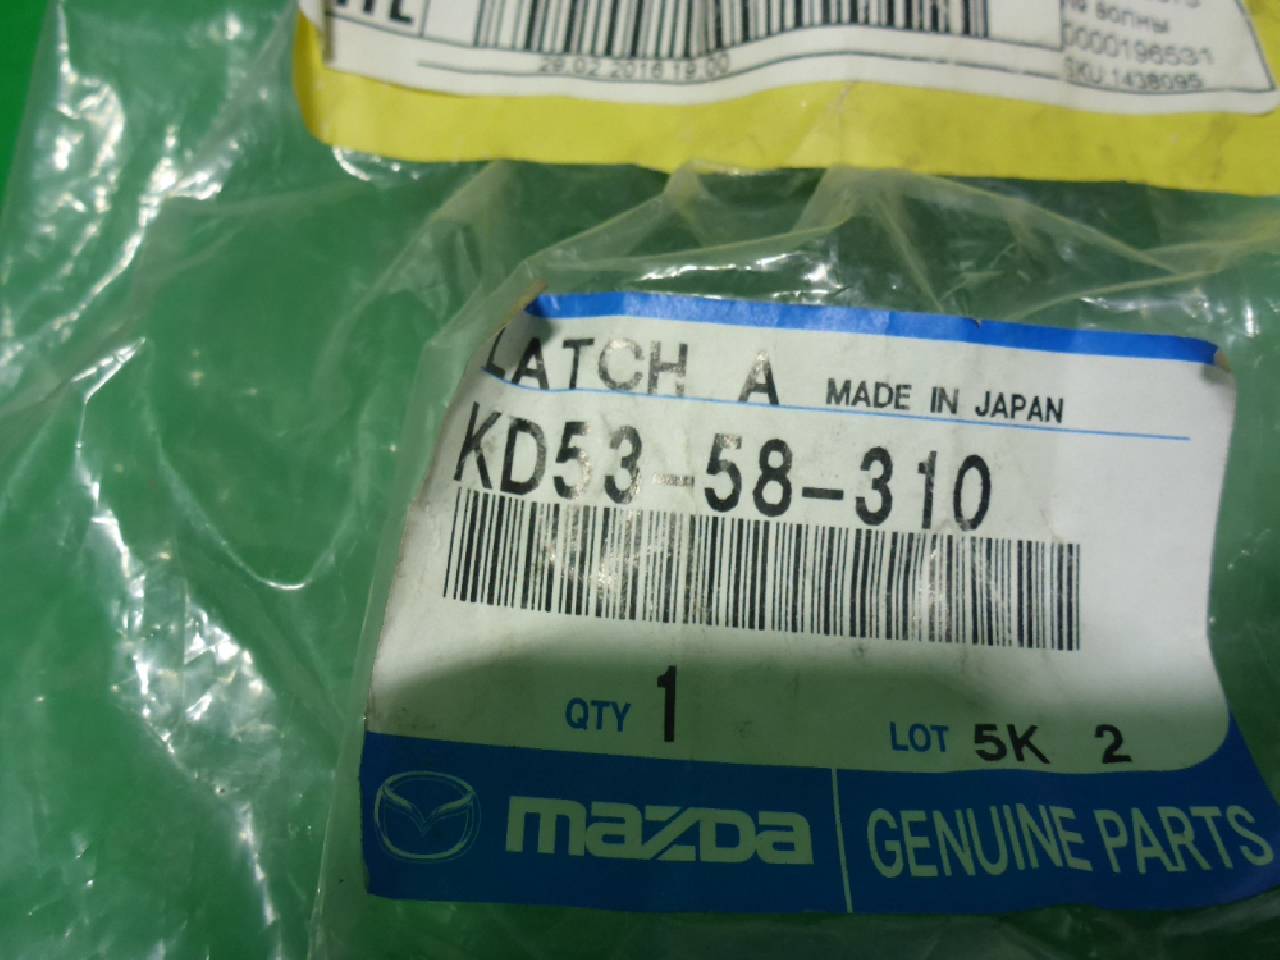 29.02.2016 19:00
волны
0000196531
SKU:1438095
LATCH A MADE IN JAPAN
KD53-58-310
QTY 1
LOT 5K 2
mazda
GENUINE PARTS